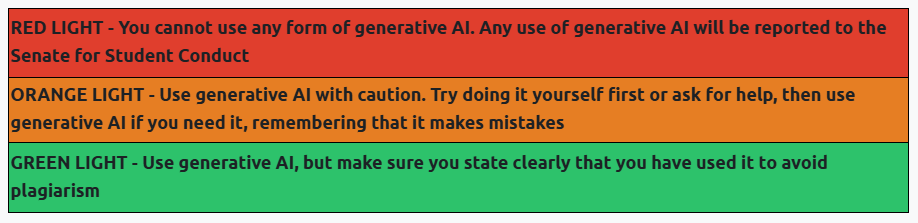 RED LIGHT - You cannot use any form of generative AI. Any use of generative AI will be reported to the
Senate for Student Conduct
ORANGE LIGHT - Use generative AI with caution. Try doing it yourself first or ask for help, then use
generative AI if you need it, remembering that it makes mistakes
GREEN LIGHT - Use generative AI, but make sure you state clearly that you have used it to avoid
plagiarism